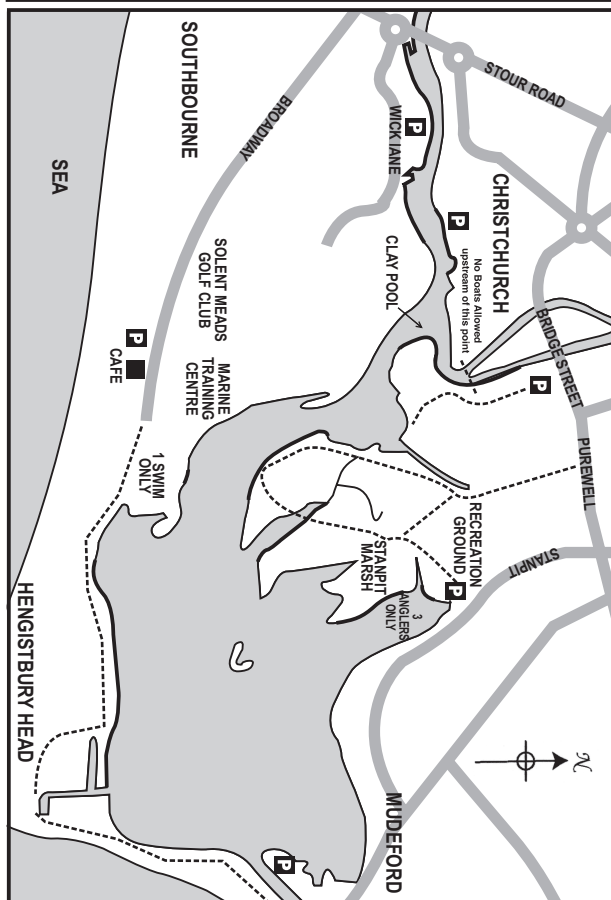 STOUR ROAD
CHRISTCHURCH
WICK lANE
BROADWAY
SOUTHBOURNE
SEA
P
P
No Boats Allowed
upstream of this point
CLAY POOL
BRIDGE STREET
P
PUREWELL
SOLENT MEADS
GOLF CLUB
MARINE
TRAINING
CENTRE
P
CAFE
1 SWIM
ONLY
RECREATION
GROUND
STANPIT
STANPIT
MARSH
P
3
ANGLERS
ONLY
HENGISTBURY HEAD
MUDEFORD
P
N